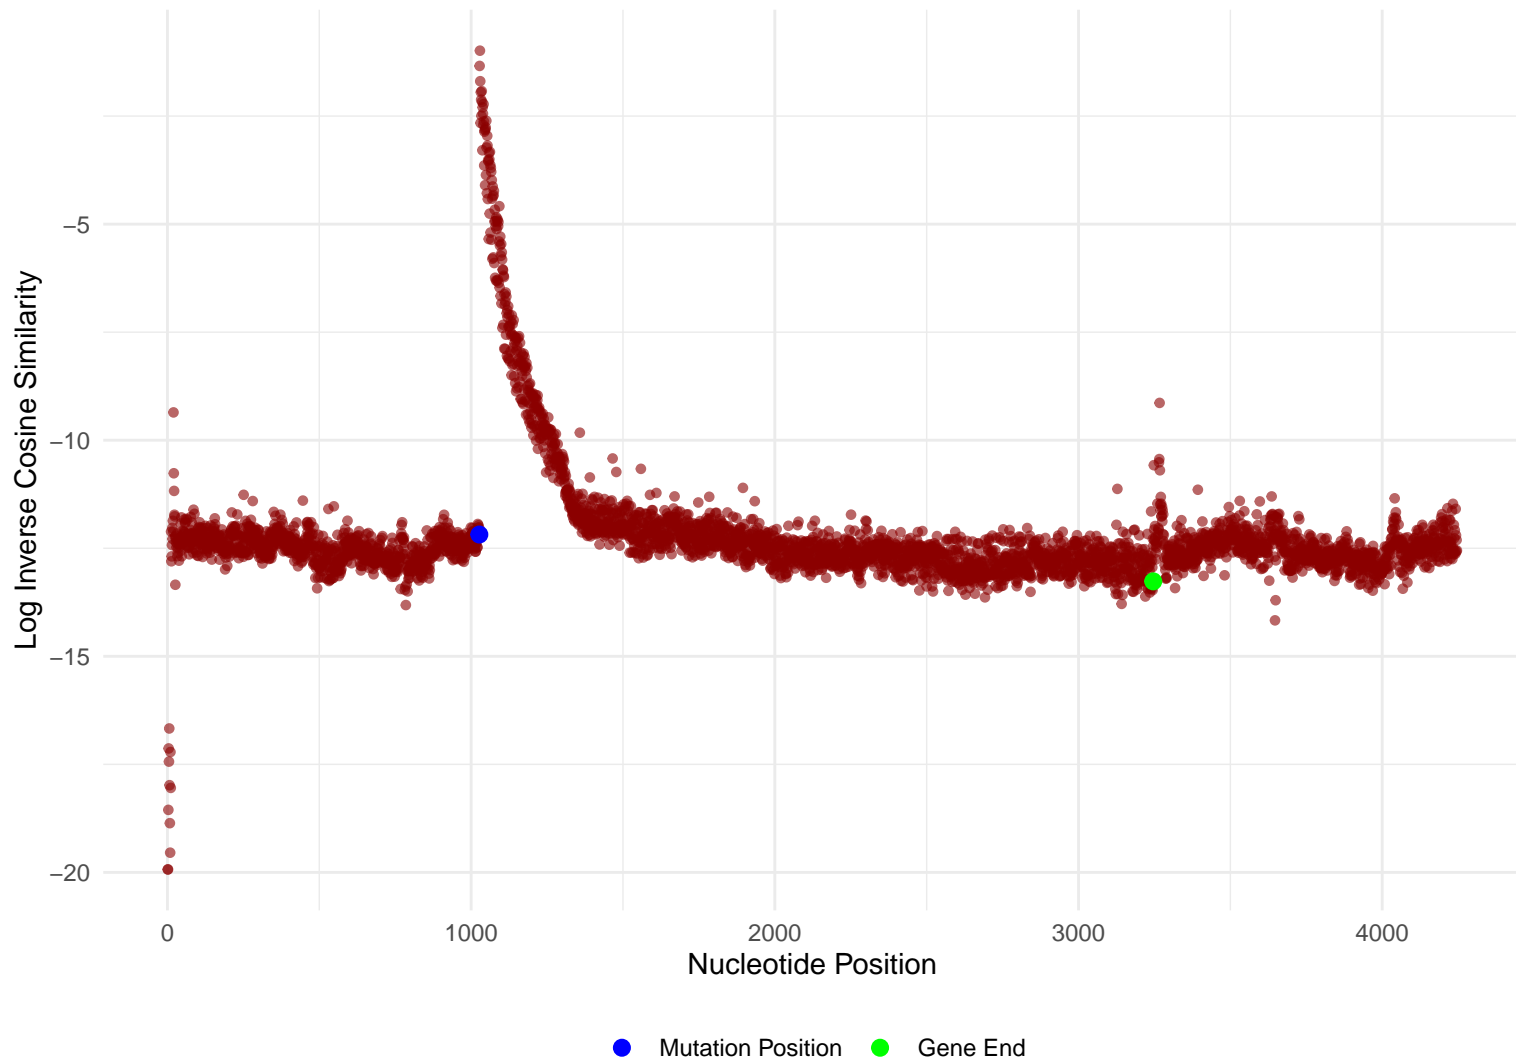 Log Inverse Cosine Similarity
−5
−10
−15
−20
0 1000 2000 3000 4000
Nucleotide Position
Mutation Position Gene End